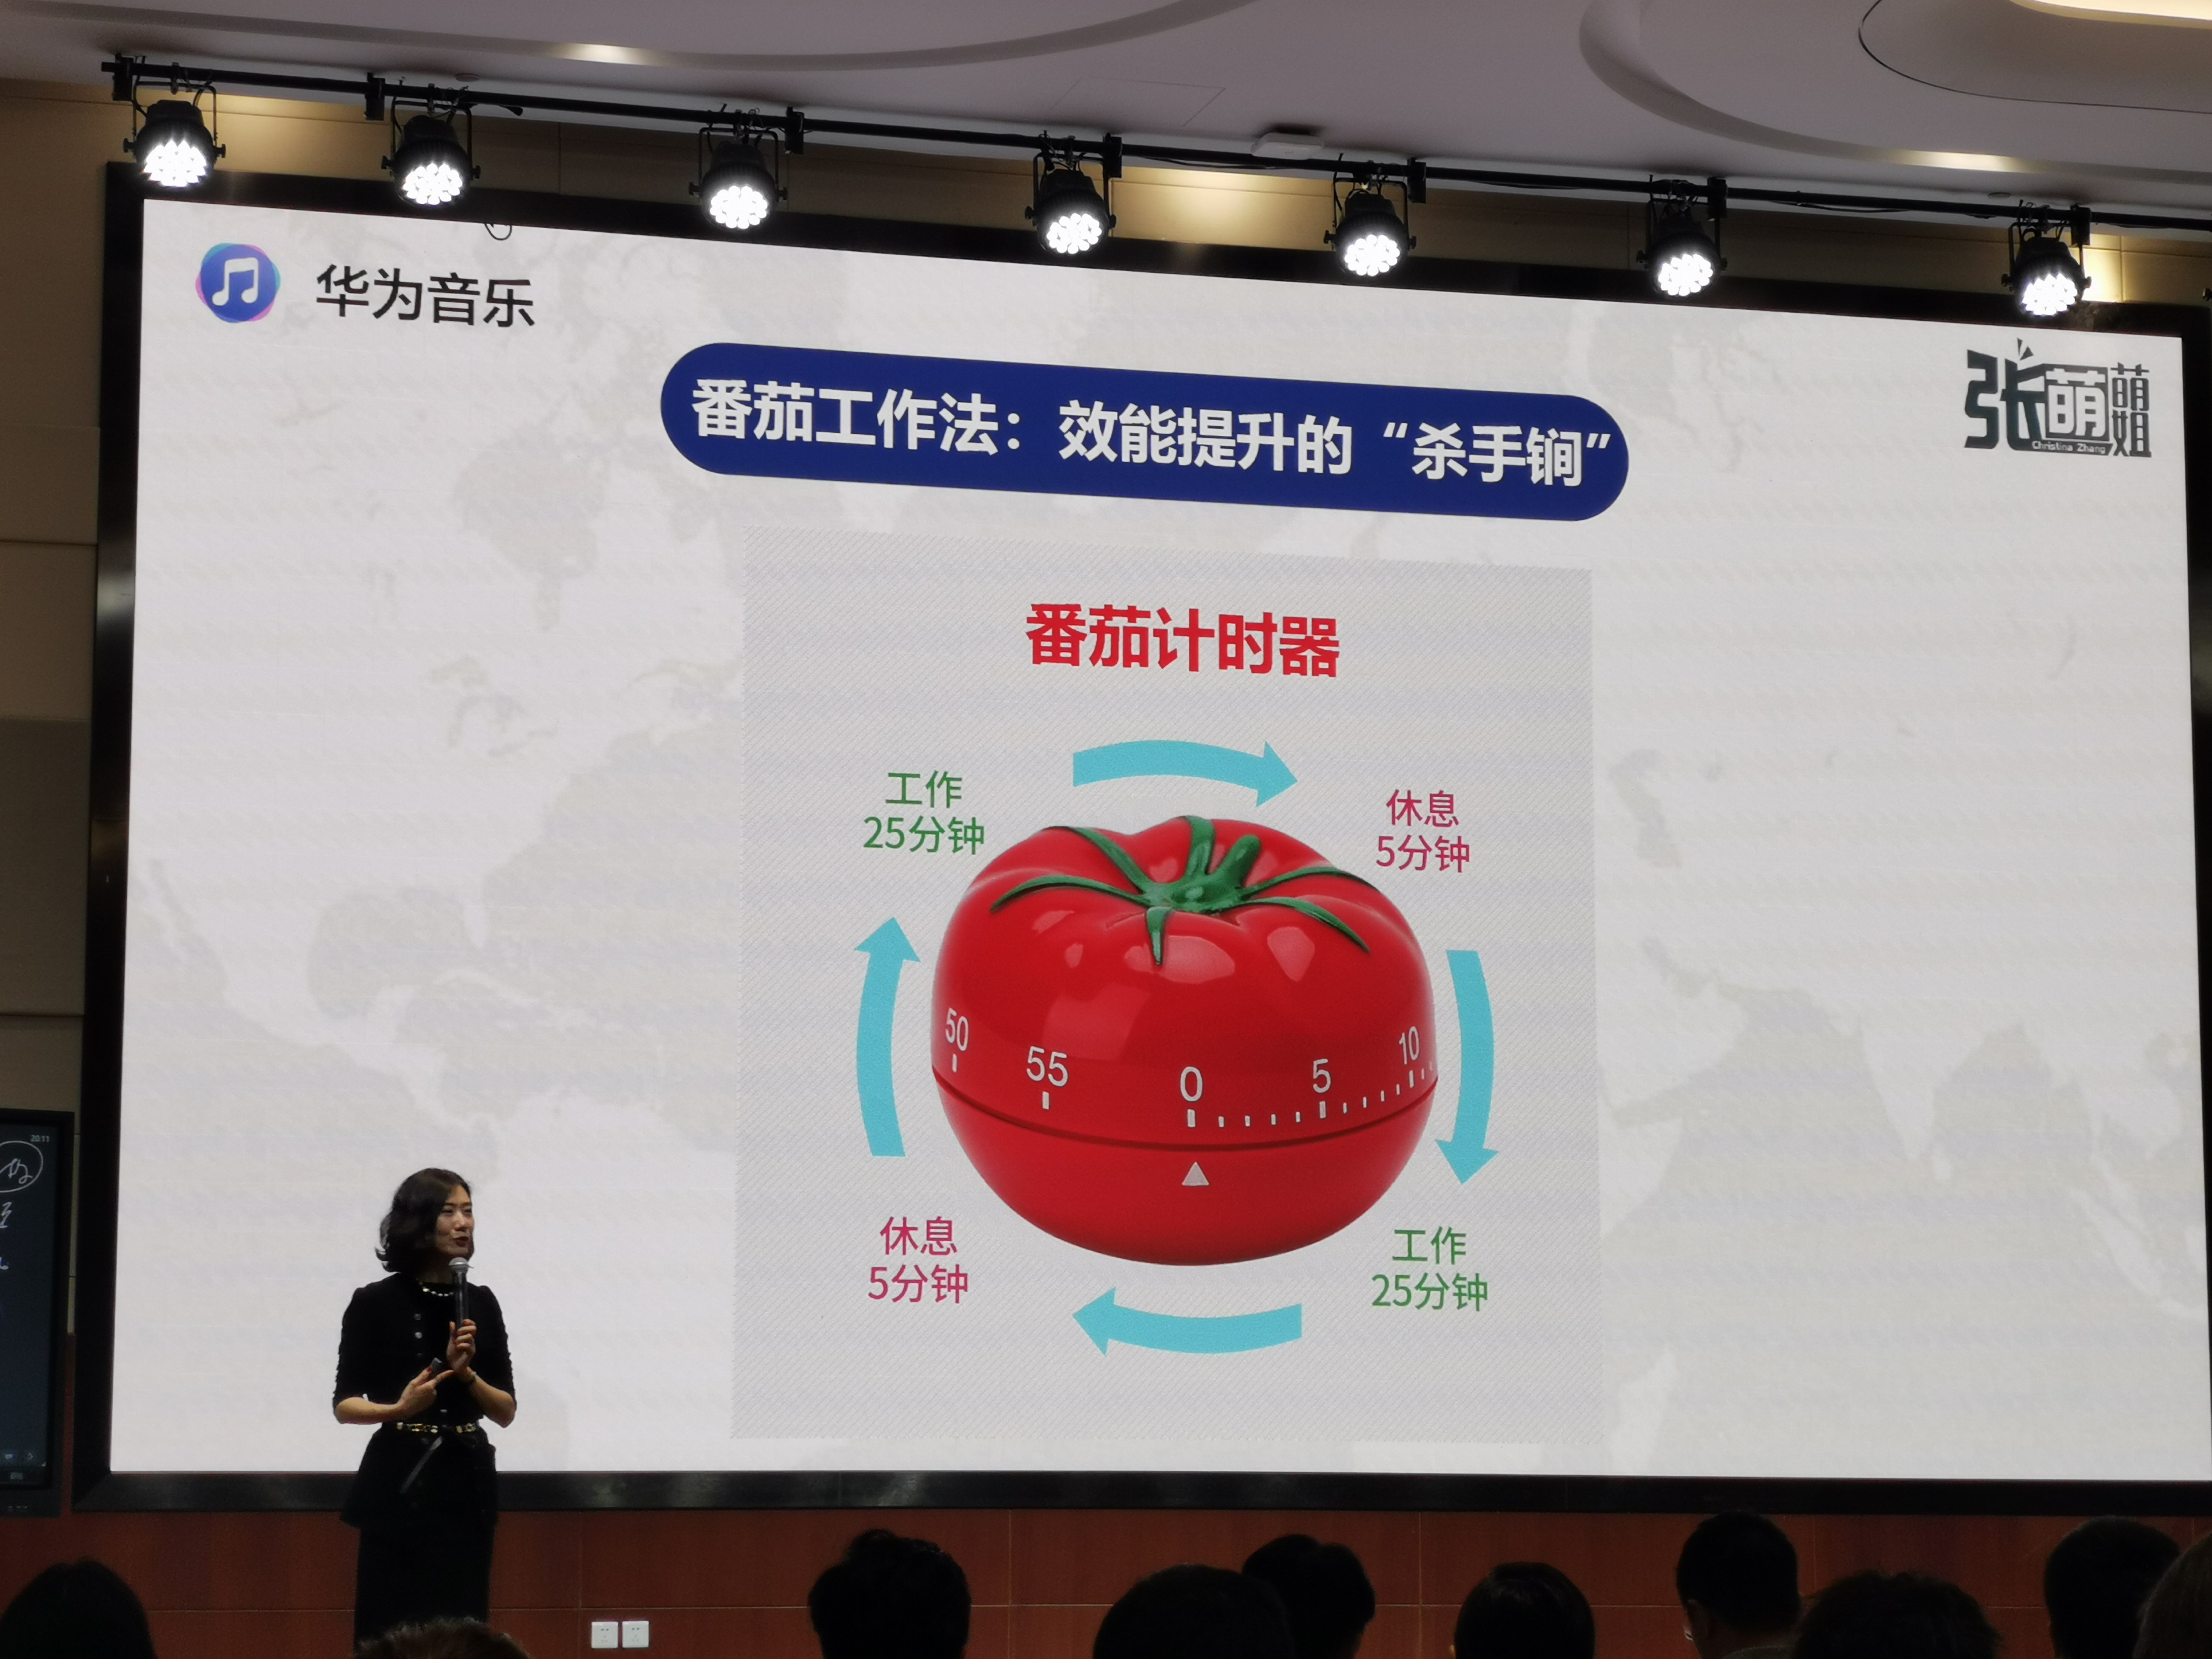 华为音乐
张萌萌姐
Christina Zhang
番茄工作法：效能提升的“杀手锏”
番茄计时器
工作
25分钟
休息
5分钟
50
55
0
5
10
休息
5分钟
工作
25分钟
20:11